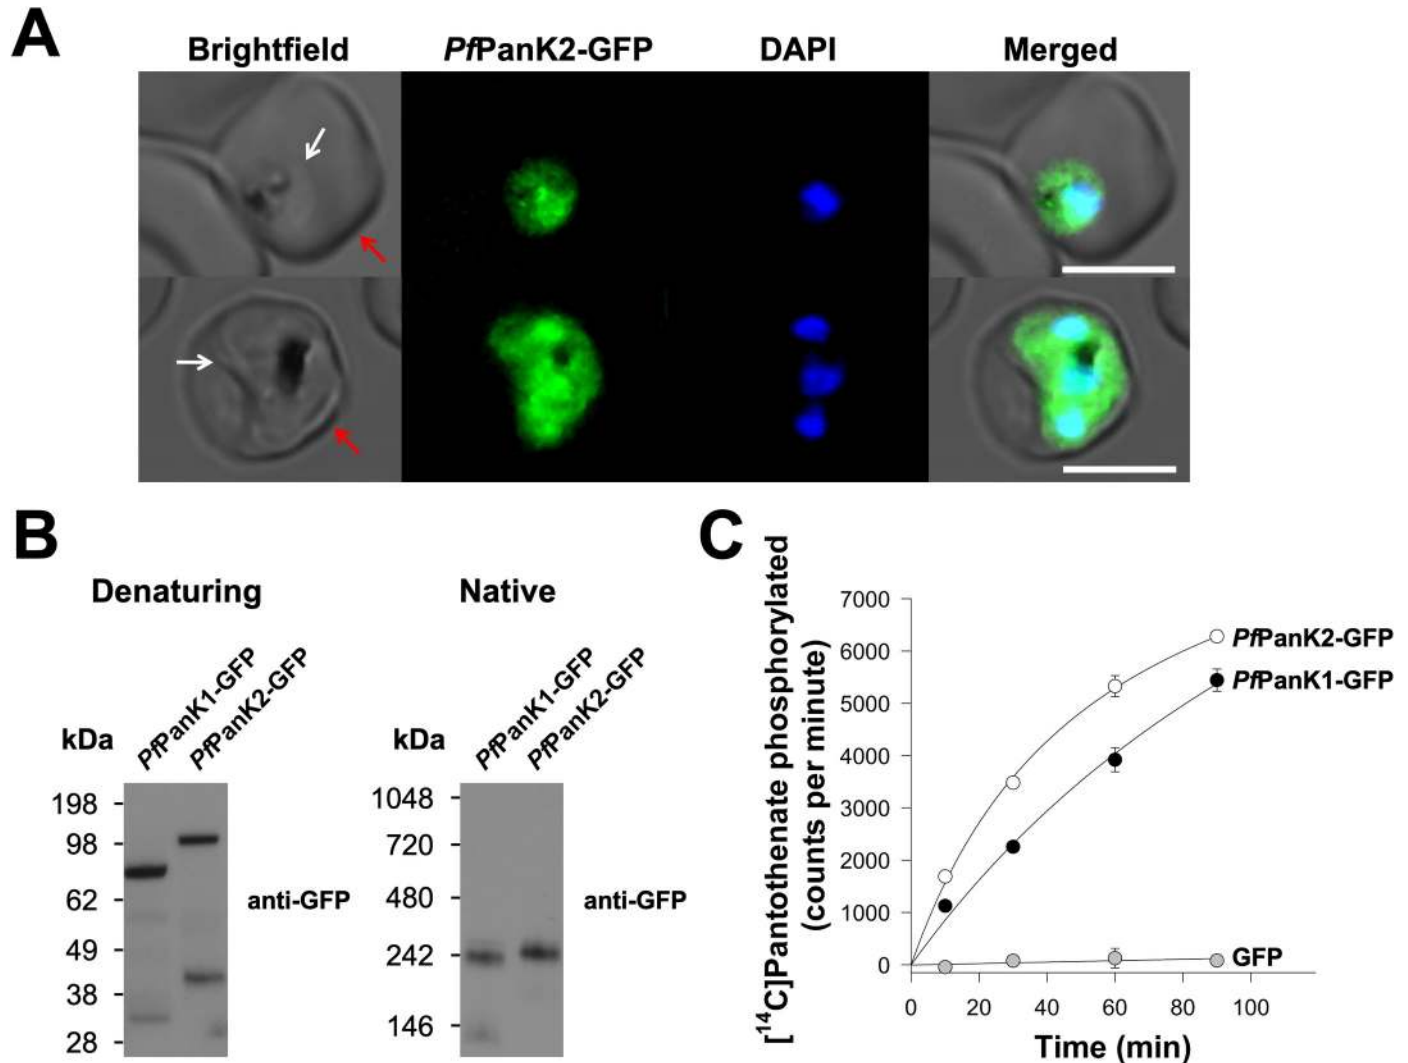 A
Brightfield PfPanK2-GFP DAPI Merged
B
Denaturing
kDa
PfPanK1-GFP
PfPanK2-GFP
198
98
62
49
38
28
anti-GFP
Native
kDa
PfPanK1-GFP
PfPanK2-GFP
1048
720
480
242
146
anti-GFP
C
[¹⁴C]Pantothenate phosphorylated
(counts per minute)
7000
6000
5000
4000
3000
2000
1000
0
PfPanK2-GFP
PfPanK1-GFP
GFP
0 20 40 60 80 100
Time (min)